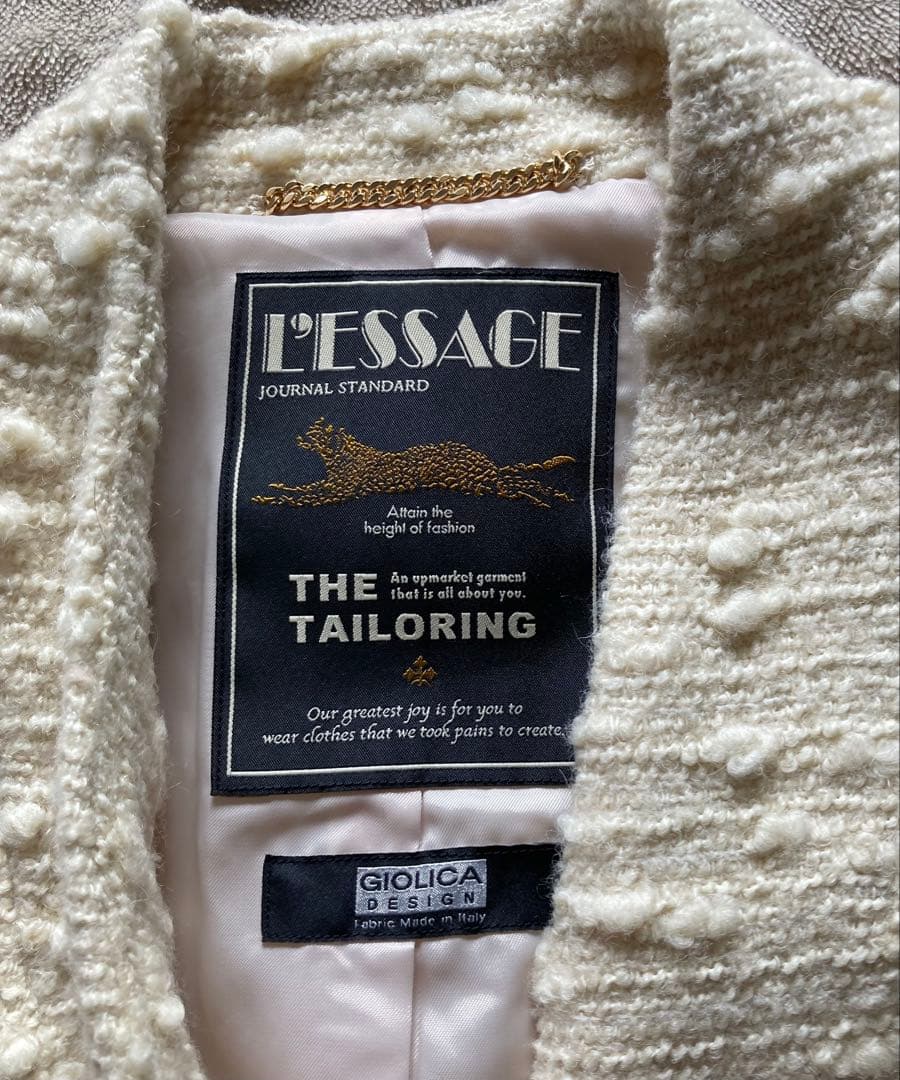 L'ESSAGE
JOURNAL STANDARD
Attain the
height of fashion
THE An upmarket garment
that is all about you.
TAILORING
Our greatest joy is for you to
wear clothes that we took pains to create.
GIOLICA
DESIGN
Fabric Made in Italy